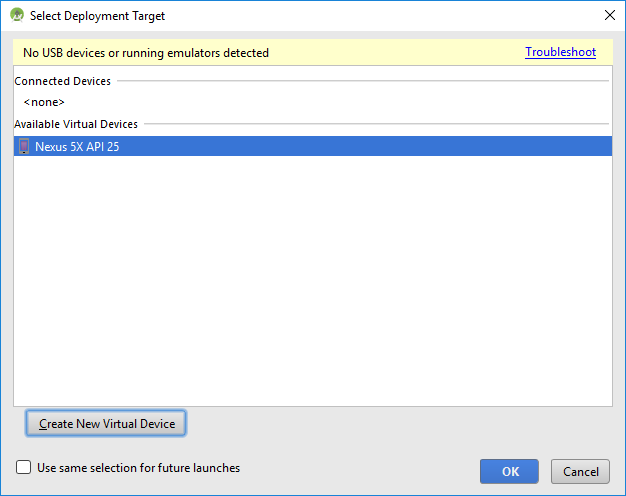 Select Deployment Target
No USB devices or running emulators detected Troubleshoot
Connected Devices
<none>
Available Virtual Devices
Nexus 5X API 25
Create New Virtual Device
Use same selection for future launches
OK Cancel